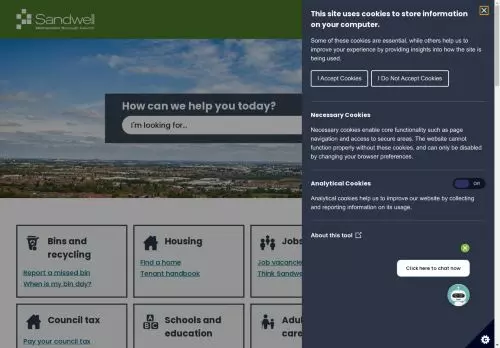 Sandwell
Metropolitan Borough Council
How can we help you today?
I'm looking for...
Bins and
recycling
Report a missed bin
When is my bin day?
Housing
Find a home
Tenant handbook
Jobs
Job vacancie
Think Sandwe
Council tax
Pay your council tax
Schools and
education
Adul
care
This site uses cookies to store information
on your computer.
Some of these cookies are essential, while others help us to
improve your experience by providing insights into how the site is
being used.
I Accept Cookies
I Do Not Accept Cookies
Necessary Cookies
Necessary cookies enable core functionality such as page
navigation and access to secure areas. The website cannot
function properly without these cookies, and can only be disabled
by changing your browser preferences.
Analytical Cookies
Off
Analytical cookies help us to improve our website by collecting
and reporting information on its usage.
About this tool
Click here to chat now